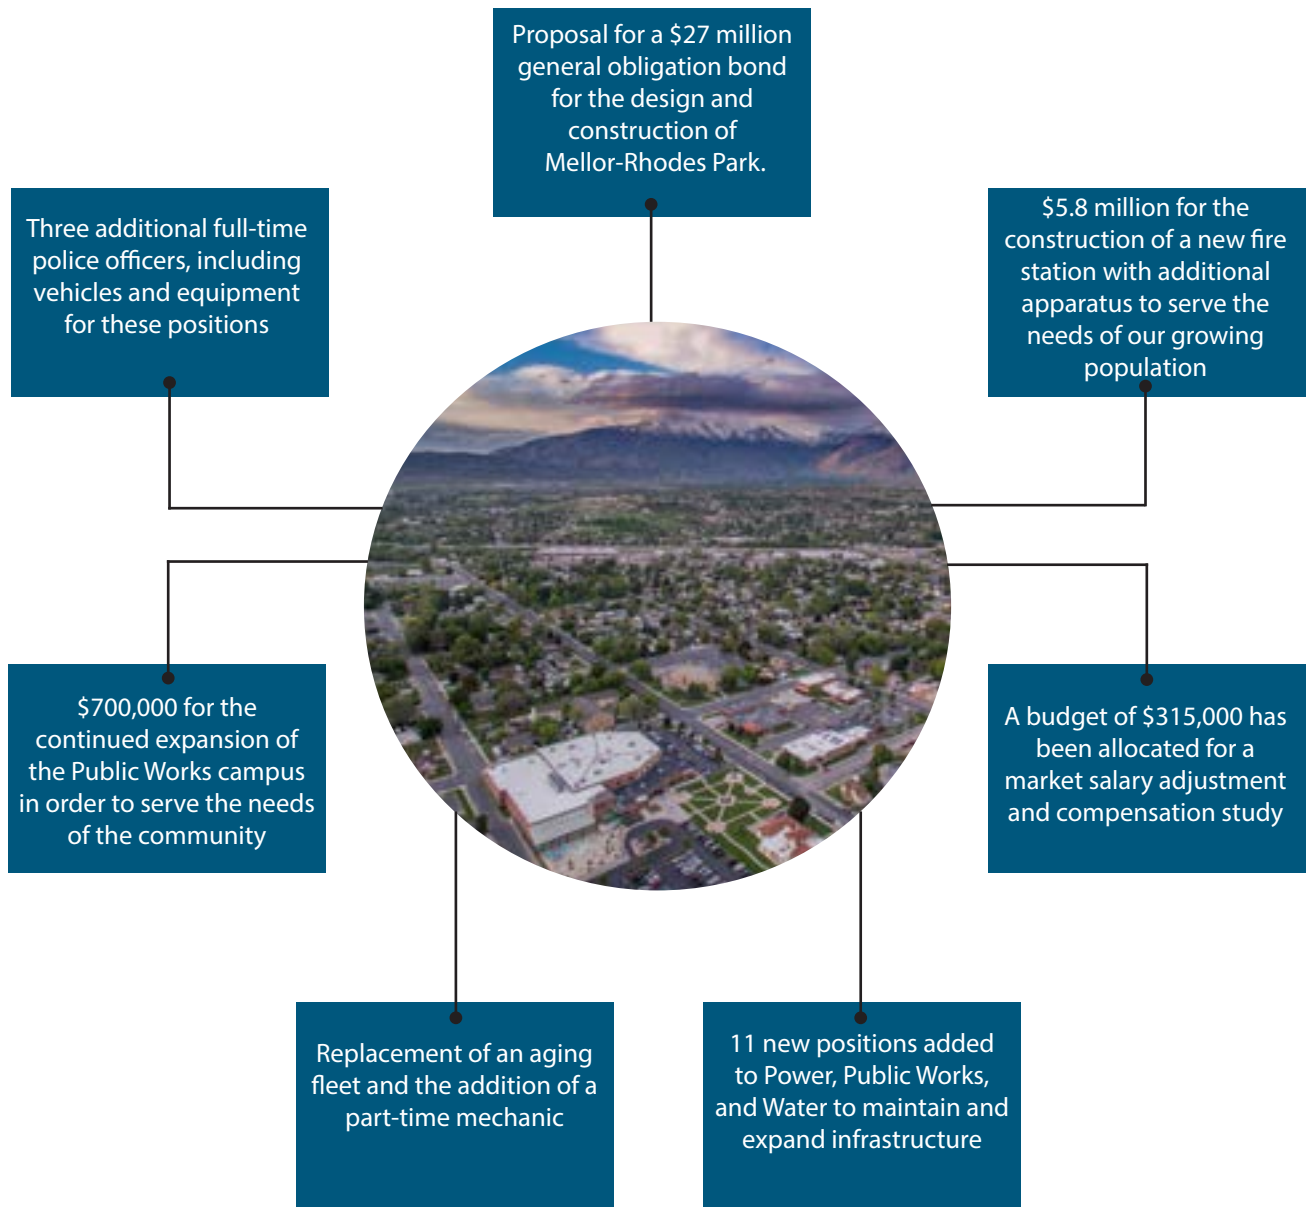 Proposal for a $27 million
general obligation bond
for the design and
construction of
Mellor-Rhodes Park.
Three additional full-time
police officers, including
vehicles and equipment
for these positions
$5.8 million for the
construction of a new fire
station with additional
apparatus to serve the
needs of our growing
population
$700,000 for the
continued expansion of
the Public Works campus
in order to serve the needs
of the community
A budget of $315,000 has
been allocated for a
market salary adjustment
and compensation study
Replacement of an aging
fleet and the addition of a
part-time mechanic
11 new positions added
to Power, Public Works,
and Water to maintain and
expand infrastructure